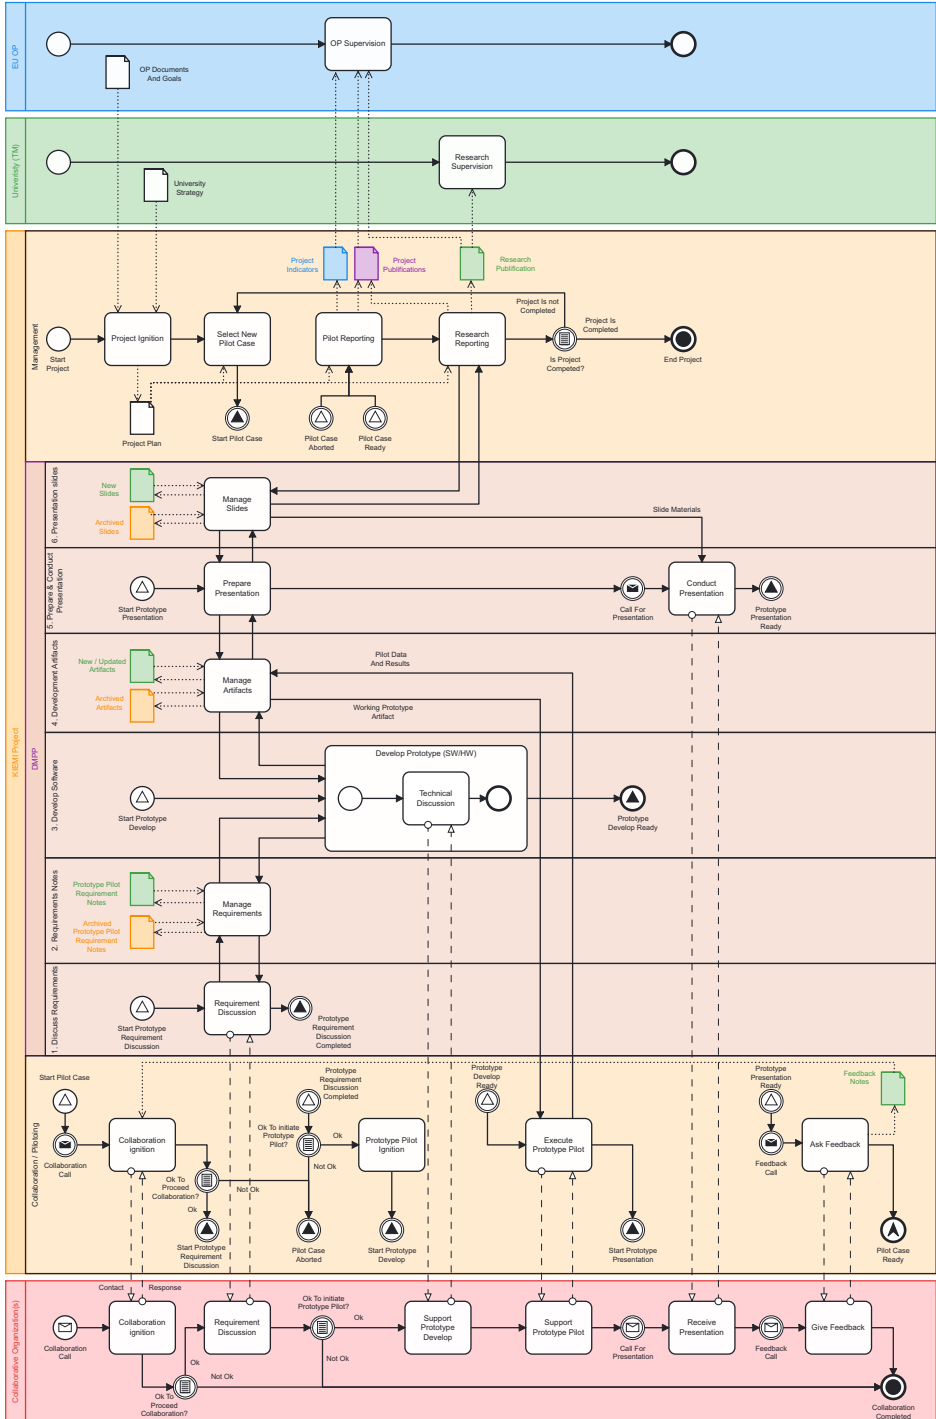 EU OP
OP Supervision
OP Documents
And Goals
Univeristy (TM)
Research
Supervision
University
Strategy
KIEMI Project
Management
Project
Indicators
Project
Publifications
Research
Publification
Project Is not
Completed
Start
Project
Project Ignition
Select New
Pilot Case
Pilot Reporting
Research
Reporting
Project Is
Completed
Is Project
Competed?
End Project
Project Plan
Start Pilot Case
Pilot Case
Aborted
Pilot Case
Ready
DMPP
6. Presentation slides
New
Slides
Archived
Slides
Manage
Slides
Slide Materials
5. Prepare & Conduct
Presentation
Start Prototype
Presentation
Prepare
Presentation
Call For
Presentation
Conduct
Presentation
Prototype
Presentation
Ready
4. Development Artifacts
New / Updated
Artifacts
Archived
Artifacts
Manage
Artifacts
Pilot Data
And Results
Working Prototype
Artifact
3. Develop Software
Start Prototype
Develop
Develop Prototype (SW/HW)
Technical
Discussion
Prototype
Develop Ready
2. Requirements Notes
Prototype Pilot
Requirement
Notes
Archived
Prototype Pilot
Requirement
Notes
Manage
Requirements
1. Discuss Requirements
Start Prototype
Requirement
Discussion
Requirement
Discussion
Prototype
Requirement
Discussion
Completed
Collaboration / Piloting
Start Pilot Case
Collaboration
Call
Collaboration
ignition
Ok To
Proceed
Collaboration?
Ok
Not Ok
Start Prototype
Requirement
Discussion
Prototype
Requirement
Discussion
Completed
Ok To initiate
Prototype
Pilot?
Ok
Not Ok
Pilot Case
Aborted
Prototype Pilot
Ignition
Start Prototype
Develop
Prototype
Develop
Ready
Execute
Prototype Pilot
Start Prototype
Presentation
Prototype
Presentation
Ready
Feedback
Call
Ask Feedback
Feedback
Notes
Pilot Case
Ready
Collaborative Organization(s)
Contact
Response
Collaboration
Call
Collaboration
ignition
Ok To
Proceed
Collaboration?
Ok
Not Ok
Requirement
Discussion
Ok To initiate
Prototype Pilot?
Ok
Not Ok
Support
Prototype
Develop
Support
Prototype Pilot
Call For
Presentation
Receive
Presentation
Feedback
Call
Give Feedback
Collaboration
Completed